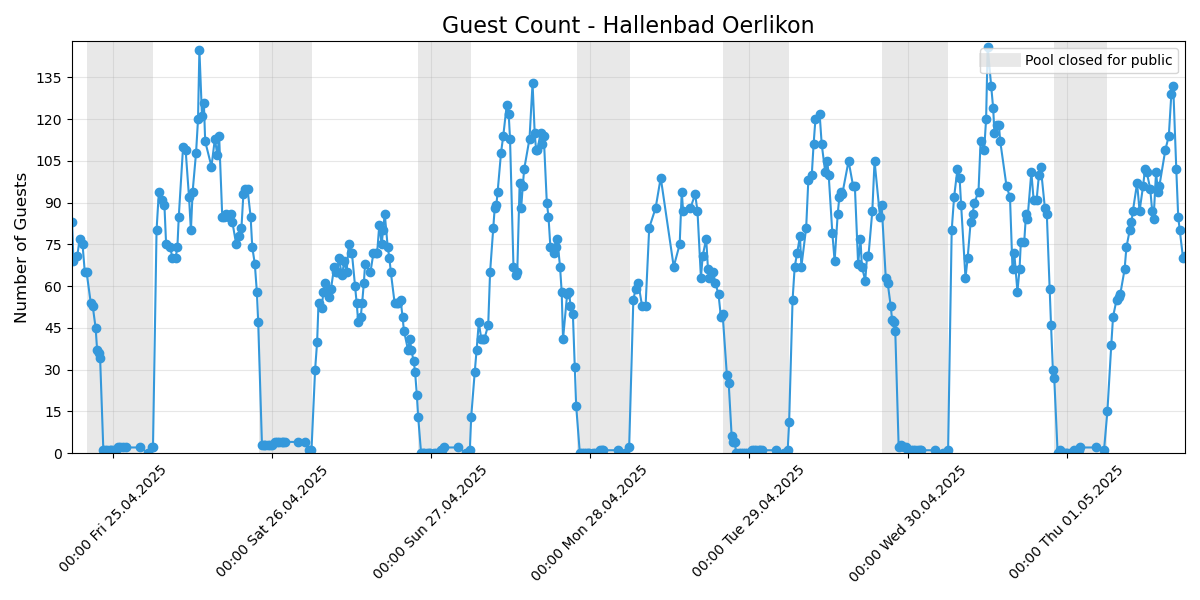 Guest Count - Hallenbad Oerlikon
Pool closed for public
Number of Guests
135
120
105
90
75
60
45
30
15
0
00:00 Fri 25.04.2025
00:00 Sat 26.04.2025
00:00 Sun 27.04.2025
00:00 Mon 28.04.2025
00:00 Tue 29.04.2025
00:00 Wed 30.04.2025
00:00 Thu 01.05.2025